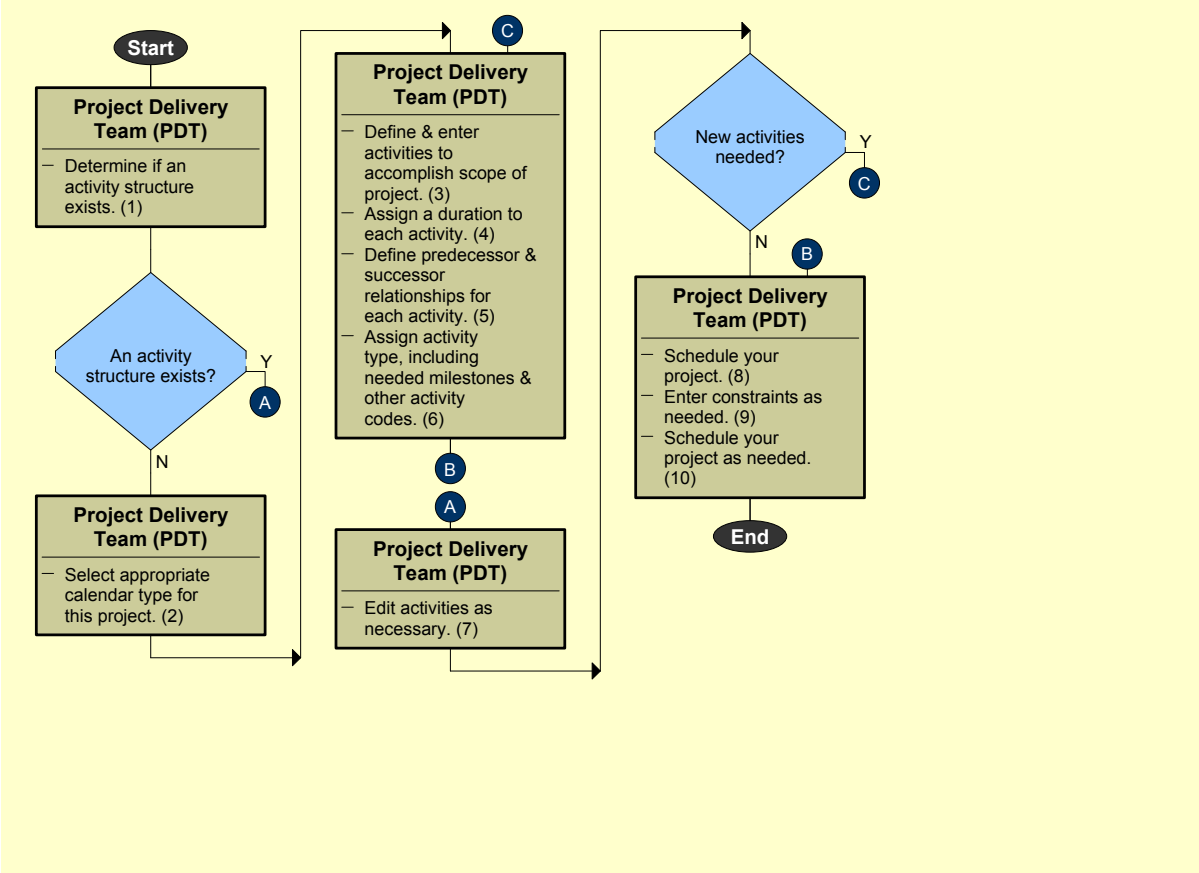 Start
Project Delivery
Team (PDT)
— Determine if an
activity structure
exists. (1)
An activity
structure exists?
Y
A
N
Project Delivery
Team (PDT)
— Select appropriate
calendar type for
this project. (2)
C
Project Delivery
Team (PDT)
— Define & enter
activities to
accomplish scope of
project. (3)
— Assign a duration to
each activity. (4)
— Define predecessor &
successor
relationships for
each activity. (5)
— Assign activity
type, including
needed milestones &
other activity
codes. (6)
B
A
Project Delivery
Team (PDT)
— Edit activities as
necessary. (7)
New activities
needed?
Y
C
N
B
Project Delivery
Team (PDT)
— Schedule your
project. (8)
— Enter constraints as
needed. (9)
— Schedule your
project as needed.
(10)
End